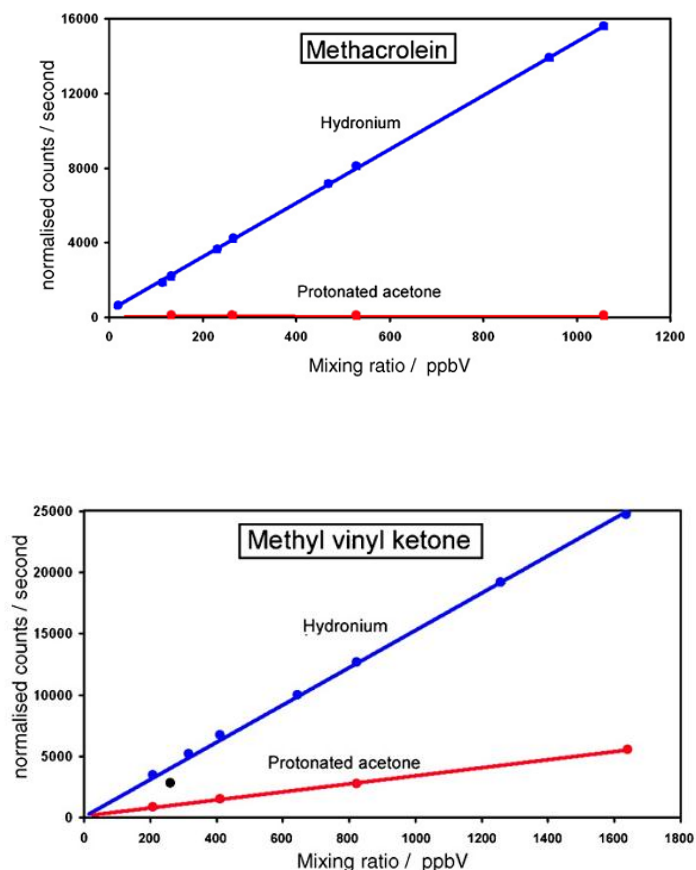 16000
Methacrolein
12000
Hydronium
8000
4000
Protonated acetone
0
0 200 400 600 800 1000 1200
normalised counts / second
Mixing ratio / ppbV
25000
Methyl vinyl ketone
20000
15000
Hydronium
10000
5000
Protonated acetone
0
0 200 400 600 800 1000 1200 1400 1600 1800
normalised counts / second
Mixing ratio / ppbV